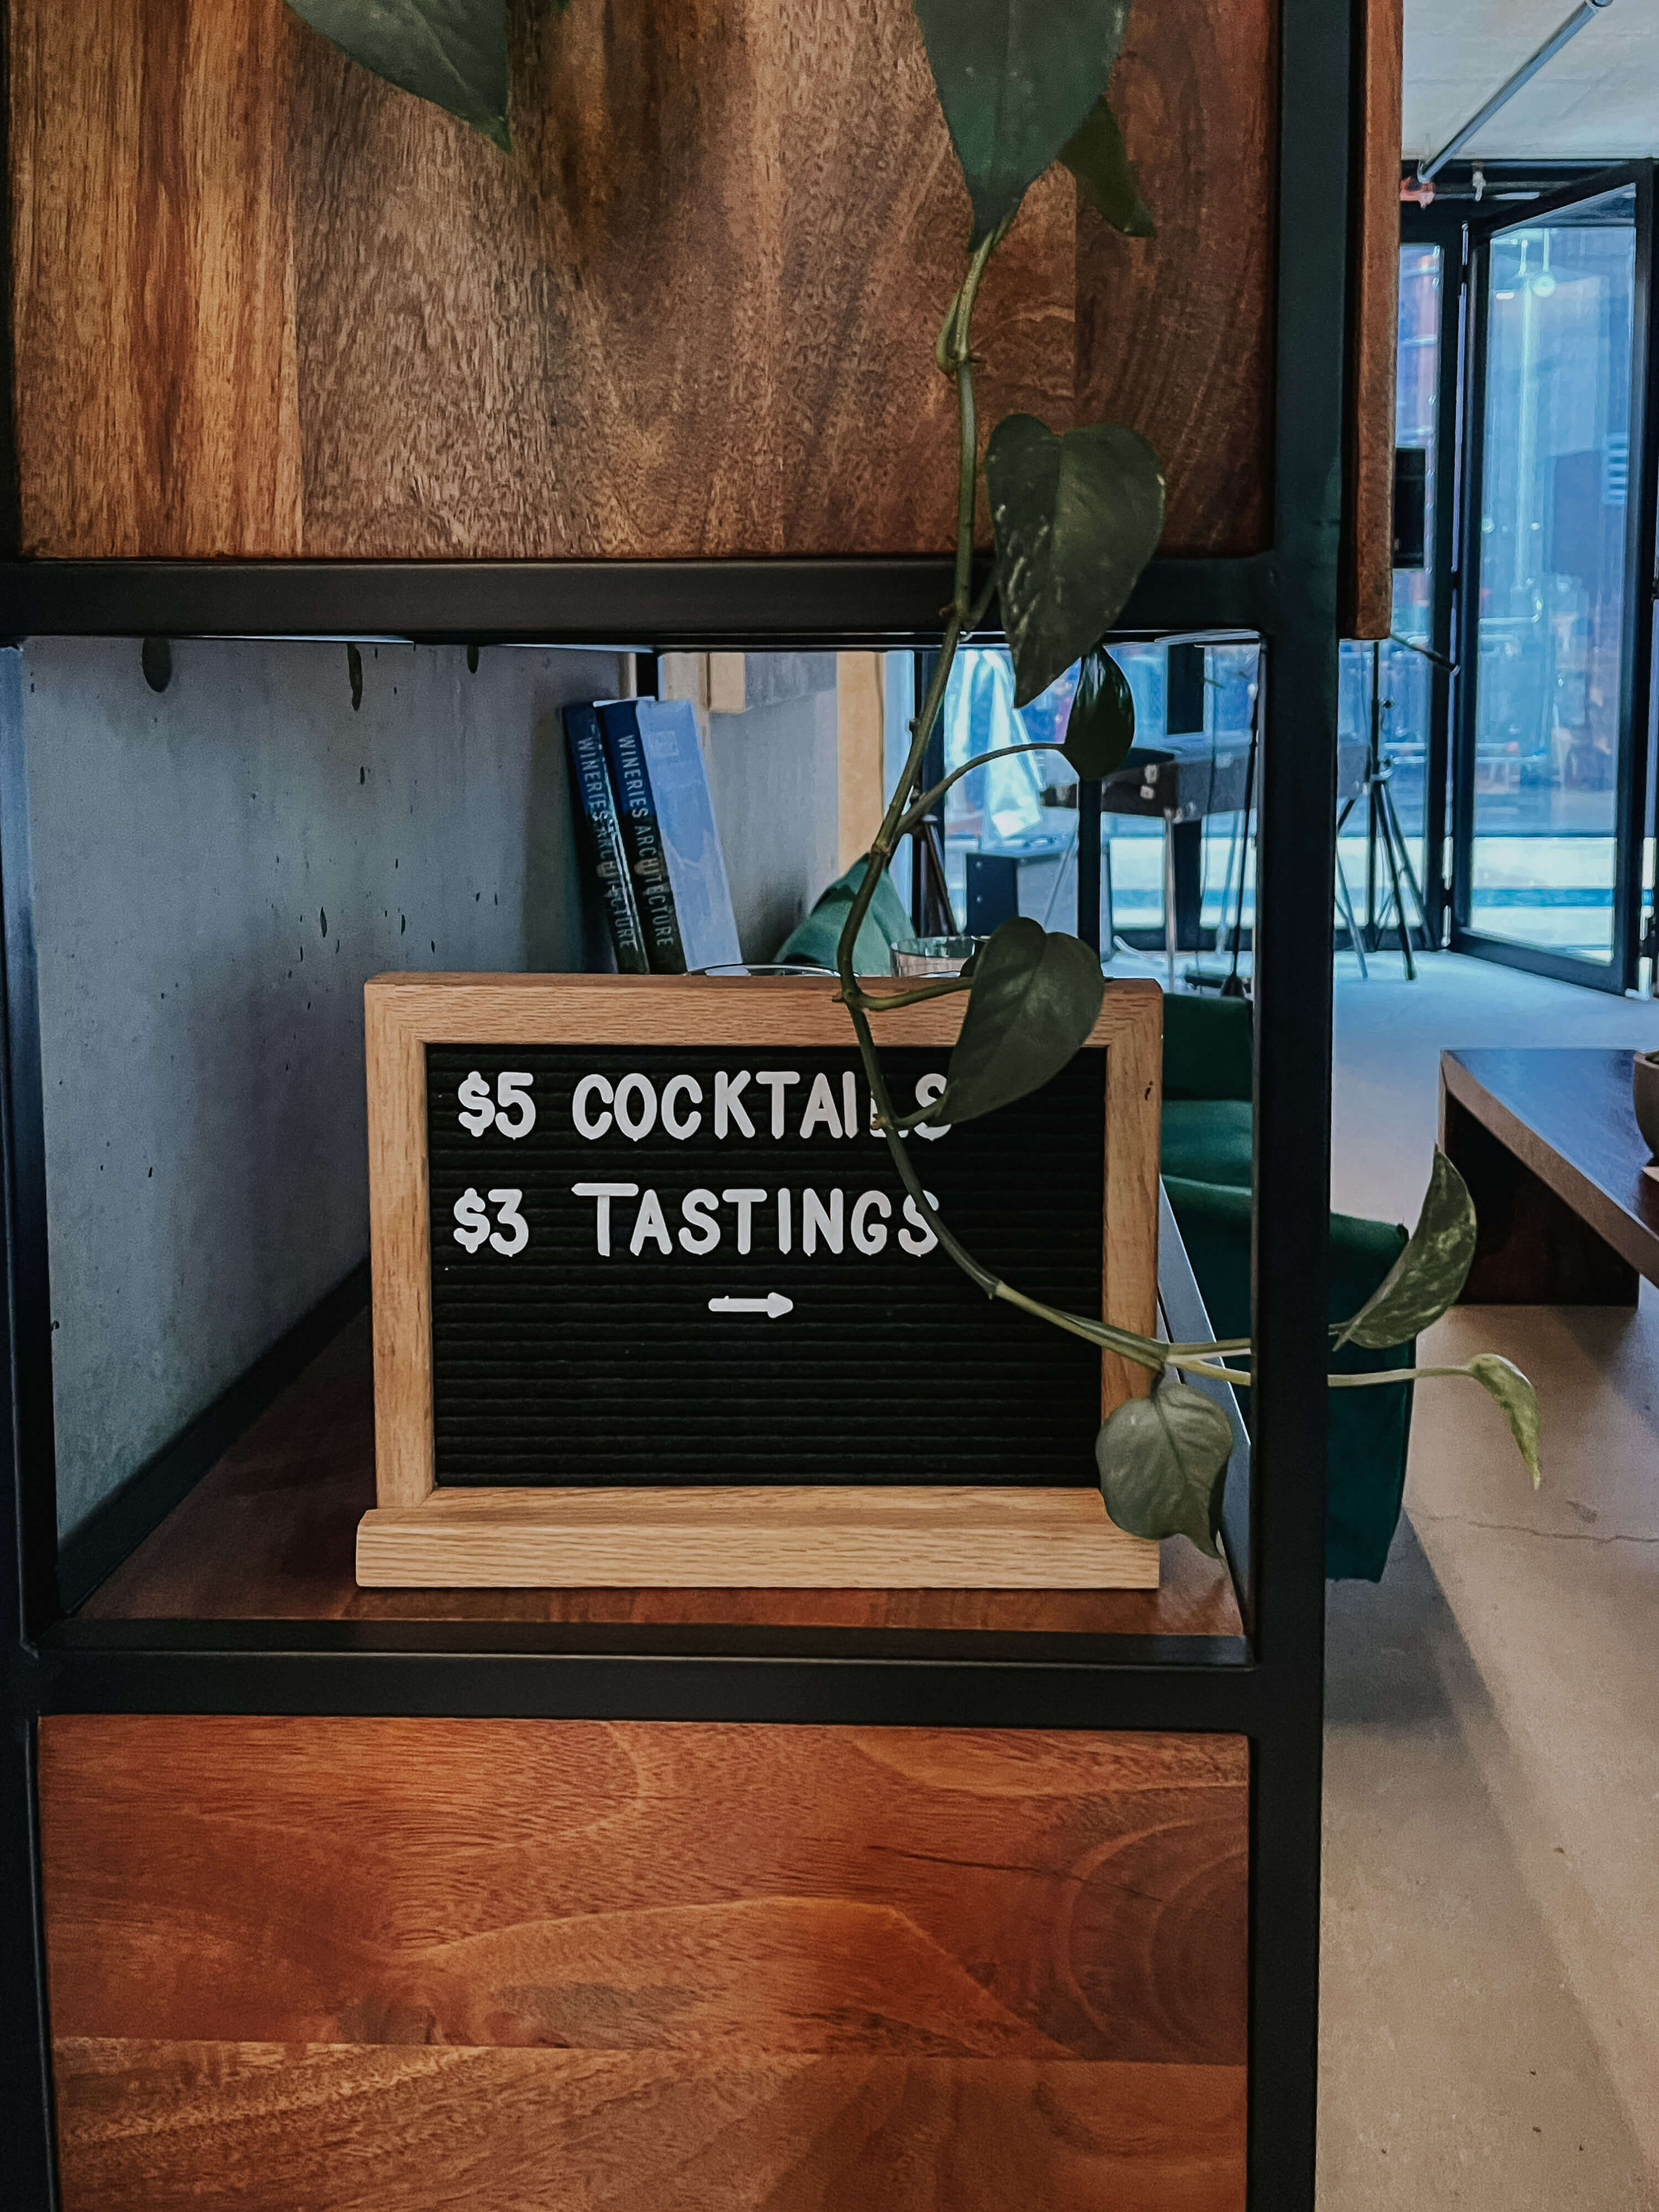 WINERIES ARCHITECTURE
WINERIES ARCHITECTURE
$5 COCKTAILS
$3 TASTINGS
→